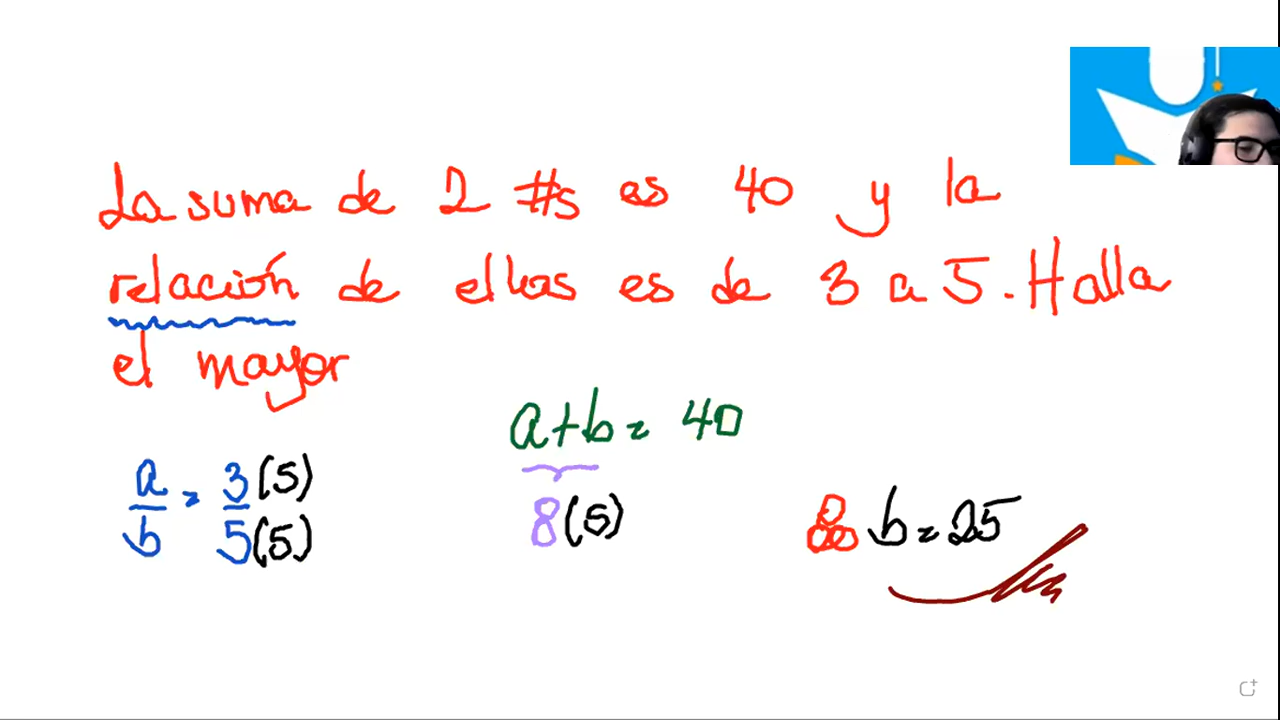 La suma de 2 #s es 40 y la
relación de ellos es de 3 a 5. Halla
el mayor
a+b = 40
a/b = 3(5)/5(5)
8(5)
∴ b = 25